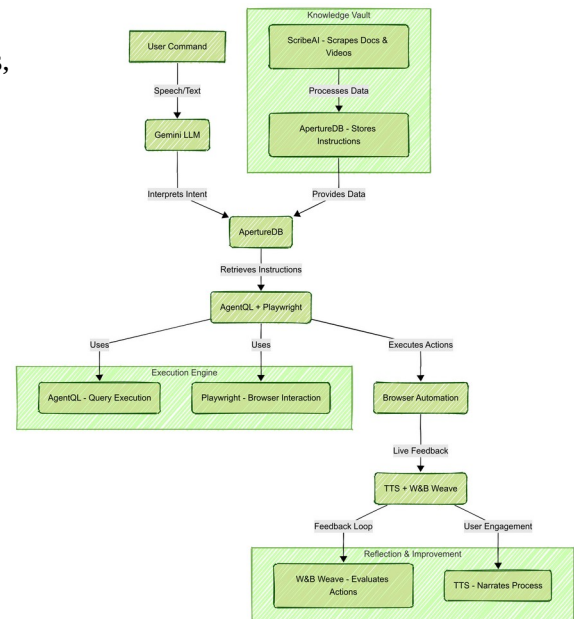 3,
Knowledge Vault
User Command
ScribeAI - Scrapes Docs &
Videos
Speech/Text
Processes Data
Gemini LLM
ApertureDB - Stores
Instructions
Interprets Intent
Provides Data
ApertureDB
Retrieves Instructions
AgentQL + Playwright
Uses
Uses
Executes Actions
Execution Engine
AgentQL - Query Execution
Playwright - Browser Interaction
Browser Automation
Live Feedback
TTS + W&B Weave
Feedback Loop
User Engagement
Reflection & Improvement
W&B Weave - Evaluates
Actions
TTS - Narrates Process